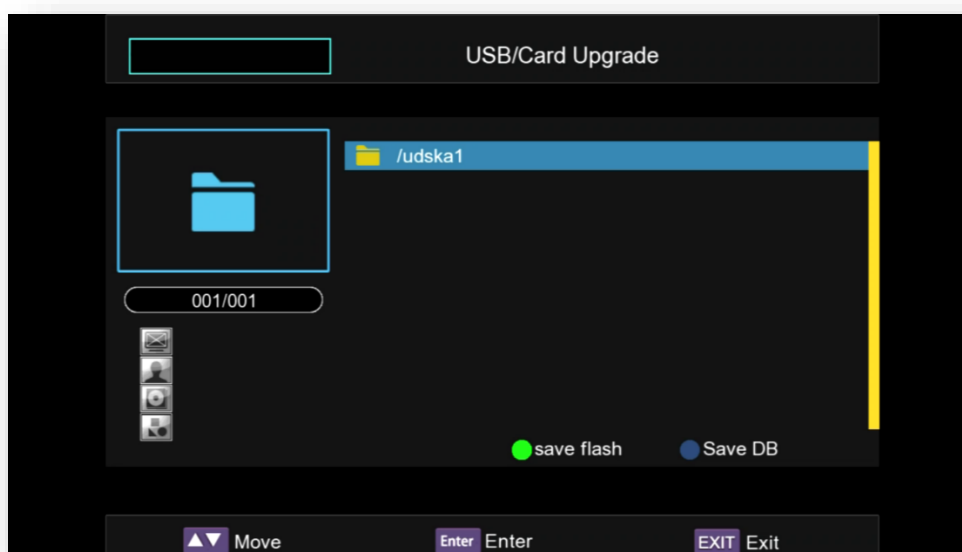 USB/Card Upgrade
/udska1
001/001
save flash
Save DB
Move
Enter Enter
EXIT Exit